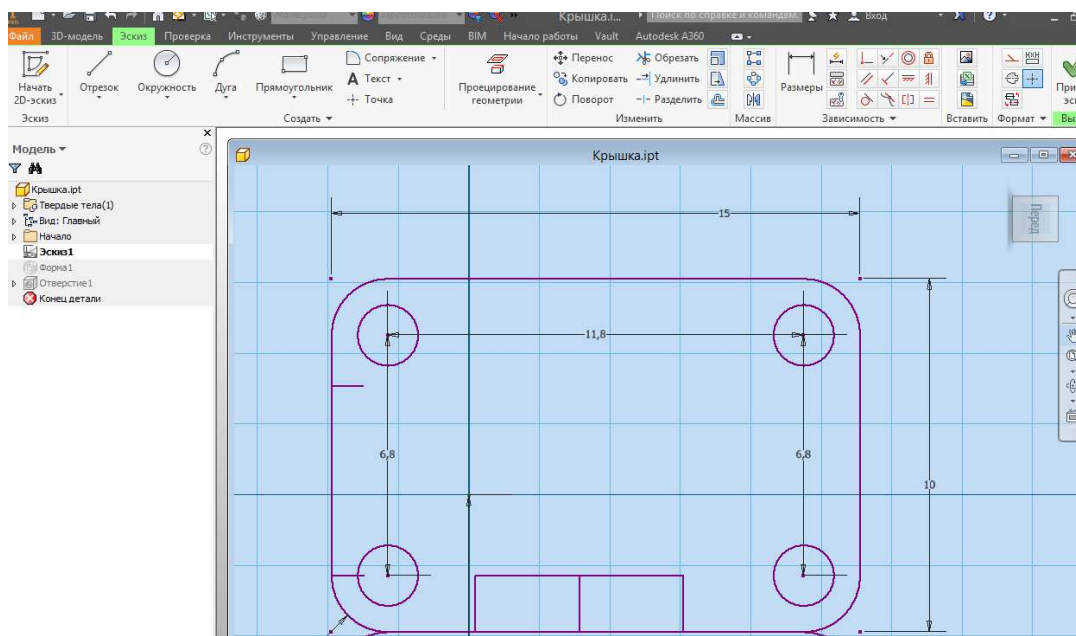 Крышка.i... Поиск по справке и командам. Вход
Файл 3D-модель Эскиз Проверка Инструменты Управление Вид Среды BIM Начало работы Vault Autodesk A360
Сопряжение Перенос Обрезать
Текст Копировать Удлинить
Точка Поворот Разделить
Начать 2D-эскиз Отрезок Окружность Дуга Прямоугольник Проецирование геометрии Размеры
Эскиз Создать Изменить Массив Зависимость Вставить Формат
Модель
Крышка.ipt
Твердые тела(1)
Вид: Главный
Начало
Эскиз1
Форма1
Отверстие1
Конец детали
Крышка.ipt
15
Перед
11,8
6,8 6,8
10